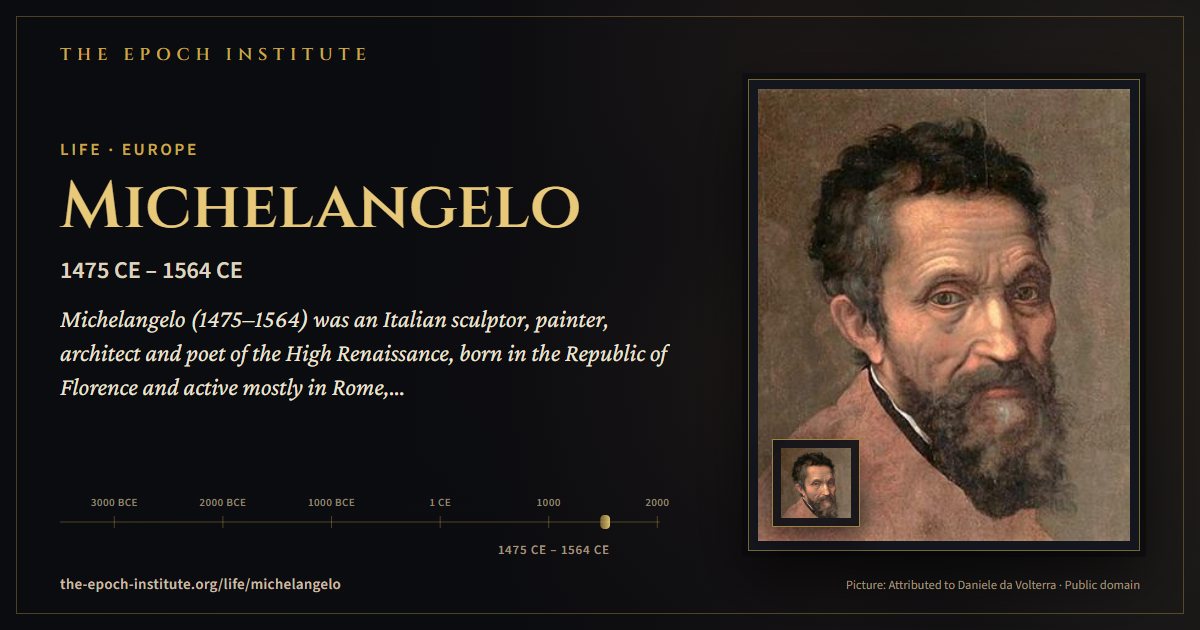 THE EPOCH INSTITUTE
LIFE · EUROPE
MICHELANGELO
1475 CE – 1564 CE
Michelangelo (1475–1564) was an Italian sculptor, painter,
architect and poet of the High Renaissance, born in the Republic of
Florence and active mostly in Rome,...
3000 BCE 2000 BCE 1000 BCE 1 CE 1000 2000
1475 CE – 1564 CE
the-epoch-institute.org/life/michelangelo
Picture: Attributed to Daniele da Volterra · Public domain